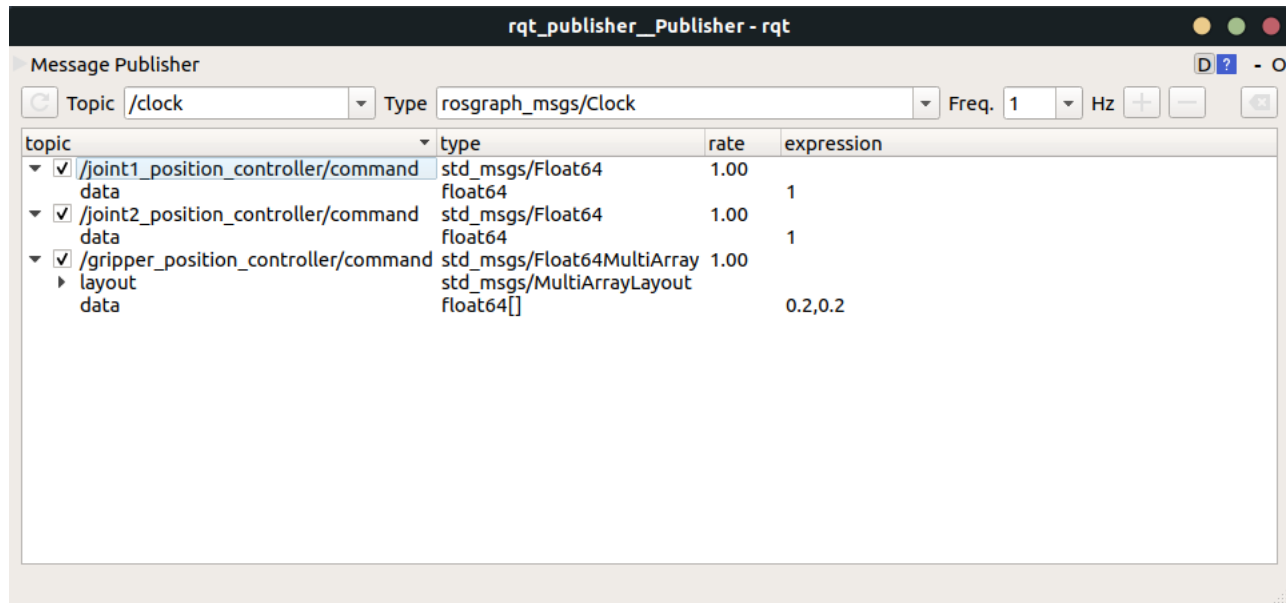 rqt_publisher__Publisher - rqt
Message Publisher D ? - O
Topic /clock Type rosgraph_msgs/Clock Freq. 1 Hz
topic type rate expression
/joint1_position_controller/command std_msgs/Float64 1.00
data float64 1
/joint2_position_controller/command std_msgs/Float64 1.00
data float64 1
/gripper_position_controller/command std_msgs/Float64MultiArray 1.00
layout std_msgs/MultiArrayLayout
data float64[] 0.2,0.2